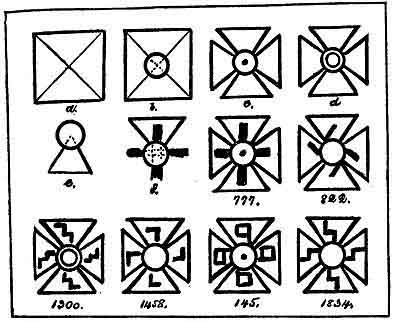 a. b. c. d
e. f. 777. 822.
1300. 1458. 145. 1834.